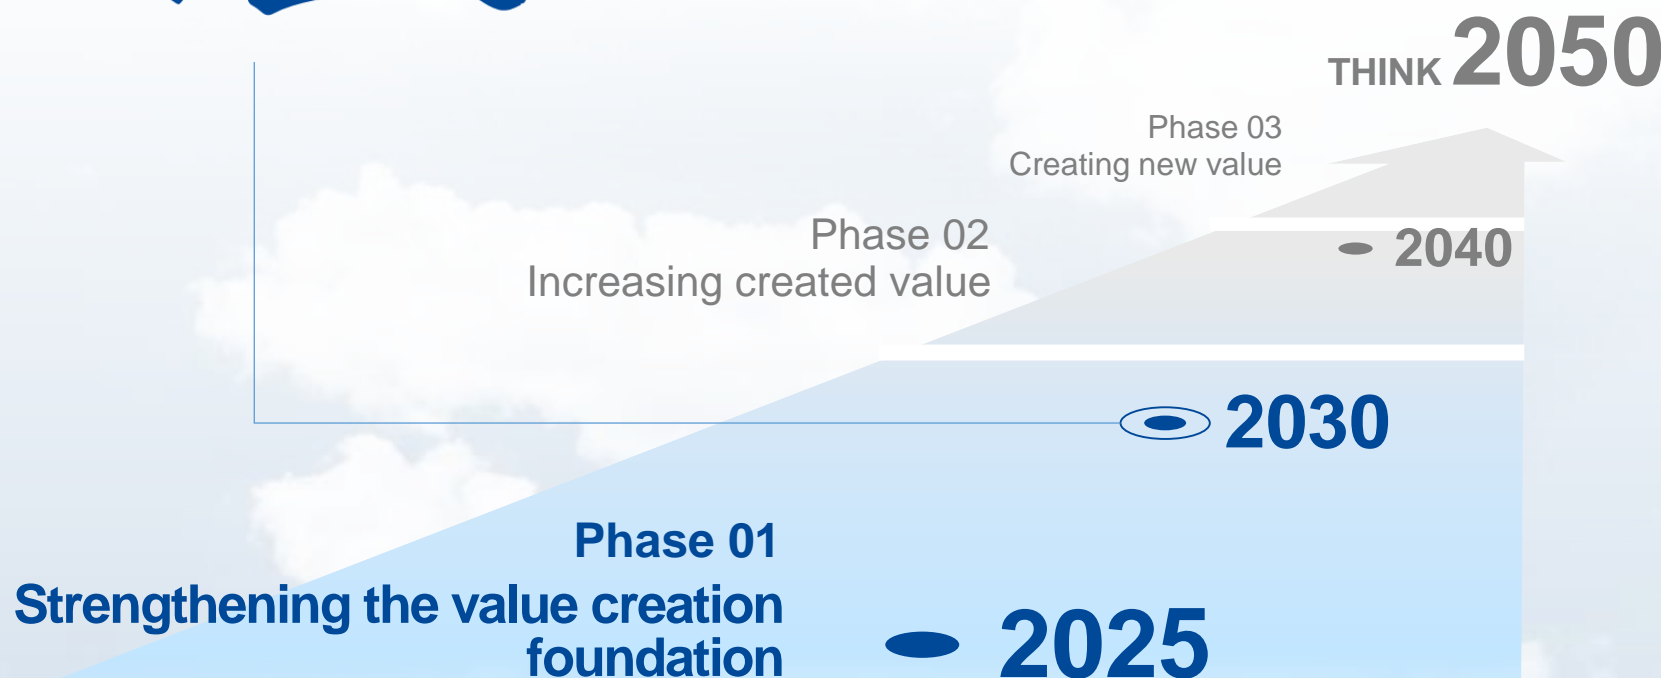 THINK 2050
Phase 03
Creating new value
Phase 02
Increasing created value
2040
2030
Phase 01
Strengthening the value creation
foundation
2025